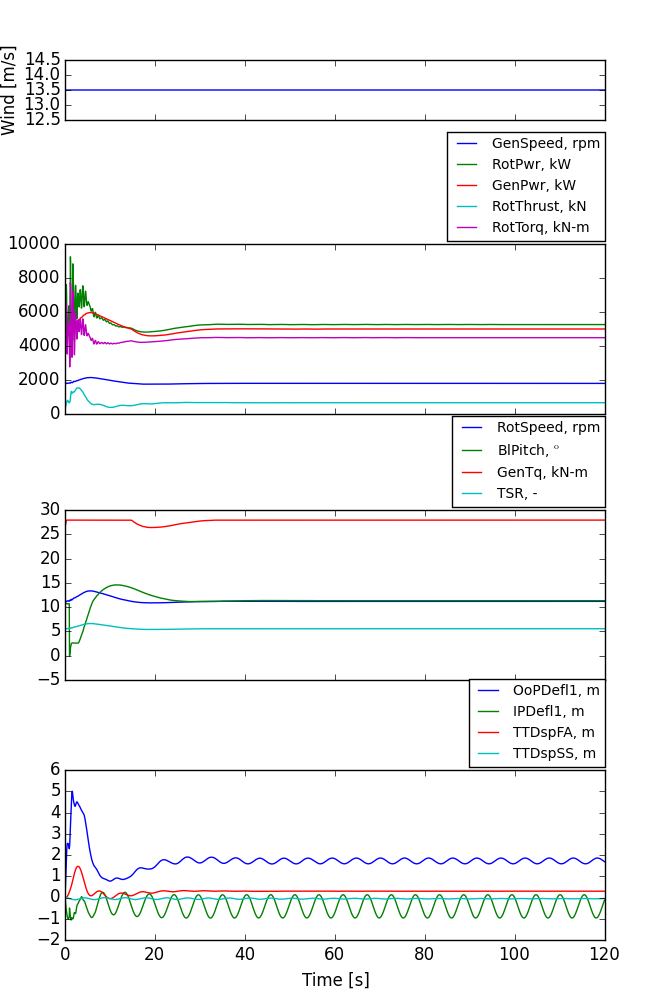 Wind [m/s]
14.5
14.0
13.5
13.0
12.5
GenSpeed, rpm
RotPwr, kW
GenPwr, kW
RotThrust, kN
RotTorq, kN-m
10000
8000
6000
4000
2000
0
RotSpeed, rpm
BlPitch, °
GenTq, kN-m
TSR, -
30
25
20
15
10
5
0
−5
OoPDefl1, m
IPDefl1, m
TTDspFA, m
TTDspSS, m
6
5
4
3
2
1
0
−1
−2
0 20 40 60 80 100 120
Time [s]